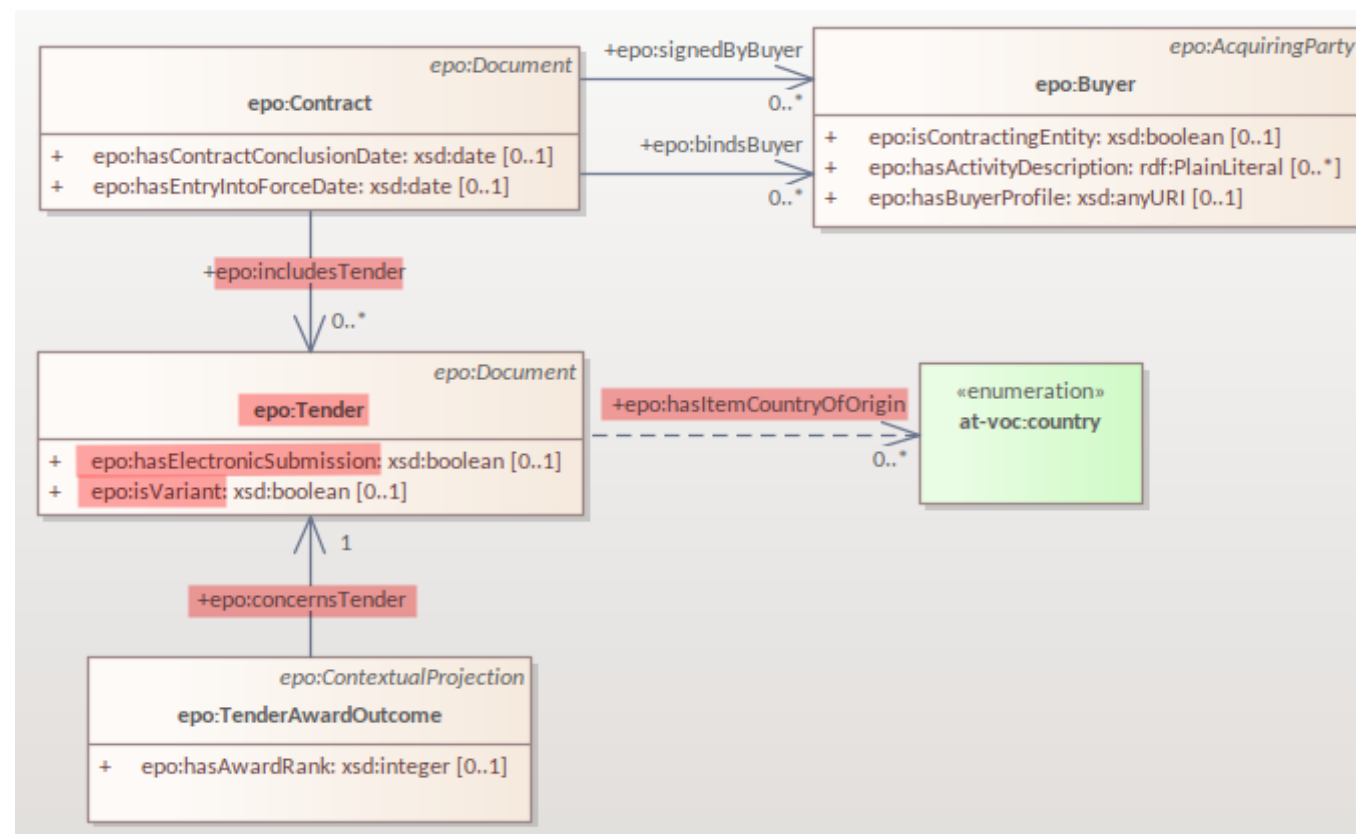 epo:Document
epo:Contract
+ epo:hasContractConclusionDate: xsd:date [0..1]
+ epo:hasEntryIntoForceDate: xsd:date [0..1]
+epo:signedByBuyer
0..*
+epo:bindsBuyer
0..*
epo:AcquiringParty
epo:Buyer
+ epo:isContractingEntity: xsd:boolean [0..1]
+ epo:hasActivityDescription: rdf:PlainLiteral [0..*]
+ epo:hasBuyerProfile: xsd:anyURI [0..1]
+epo:includesTender
0..*
epo:Document
epo:Tender
+ epo:hasElectronicSubmission: xsd:boolean [0..1]
+ epo:isVariant: xsd:boolean [0..1]
+epo:hasItemCountryOfOrigin
0..*
«enumeration»
at-voc:country
1
+epo:concernsTender
epo:ContextualProjection
epo:TenderAwardOutcome
+ epo:hasAwardRank: xsd:integer [0..1]